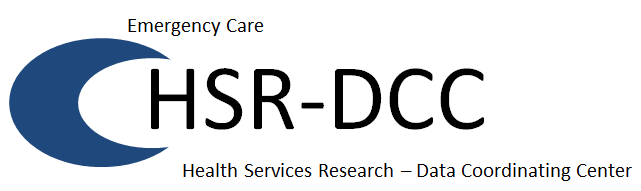 Emergency Care
HSR-DCC
Health Services Research – Data Coordinating Center